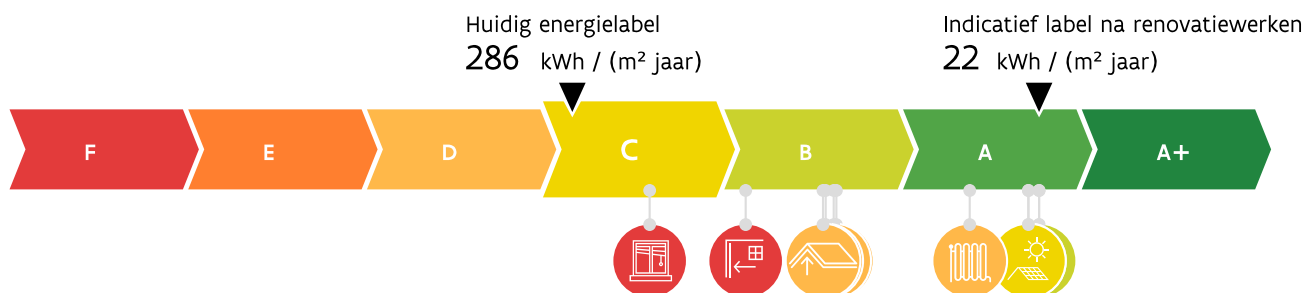 Huidig energielabel
286 kWh / (m² jaar)
Indicatief label na renovatiewerken
22 kWh / (m² jaar)
F E D C B A A+